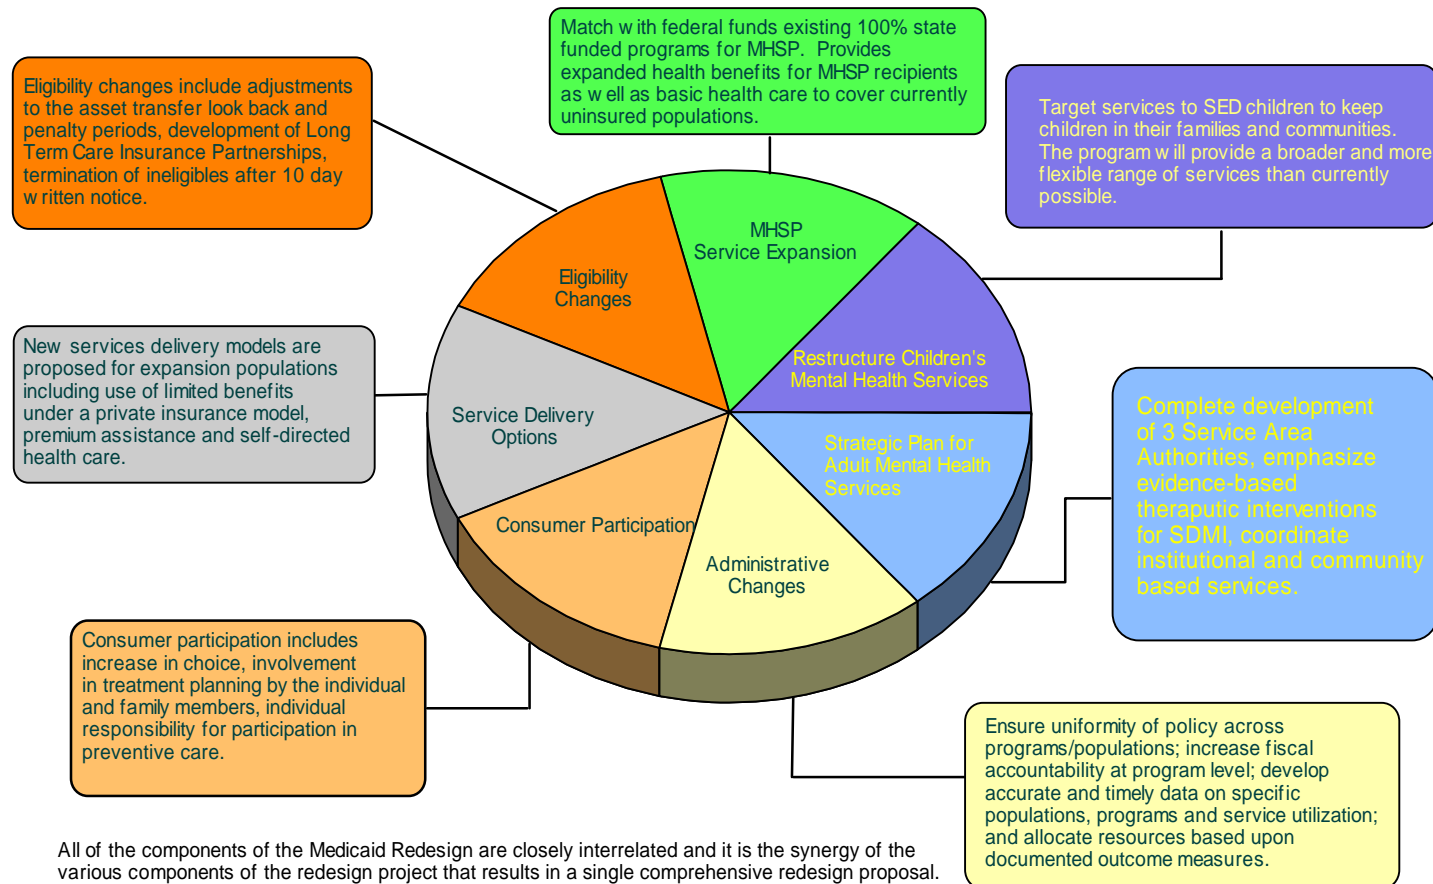 Match with federal funds existing 100% state
funded programs for MHSP.  Provides
expanded health benefits for MHSP recipients
as well as basic health care to cover currently
uninsured populations.
Eligibility changes include adjustments
to the asset transfer look back and
penalty periods, development of Long
Term Care Insurance Partnerships,
termination of ineligibles after 10 day
written notice.
Target services to SED children to keep
children in their families and communities.
The program will provide a broader and more
flexible range of services than currently
possible.
MHSP
Service Expansion
Eligibility
Changes
Restructure Children's
Mental Health Services
New services delivery models are
proposed for expansion populations
including use of limited benefits
under a private insurance model,
premium assistance and self-directed
health care.
Service Delivery
Options
Strategic Plan for
Adult Mental Health
Services
Complete development
of 3 Service Area
Authorities, emphasize
evidence-based
theraputic interventions
for SDMI, coordinate
institutional and community
based services.
Consumer Participation
Administrative
Changes
Consumer participation includes
increase in choice, involvement
in treatment planning by the individual
and family members, individual
responsibility for participation in
preventive care.
Ensure uniformity of policy across
programs/populations; increase fiscal
accountability at program level; develop
accurate and timely data on specific
populations, programs and service utilization;
and allocate resources based upon
documented outcome measures.
All of the components of the Medicaid Redesign are closely interrelated and it is the synergy of the
various components of the redesign project that results in a single comprehensive redesign proposal.